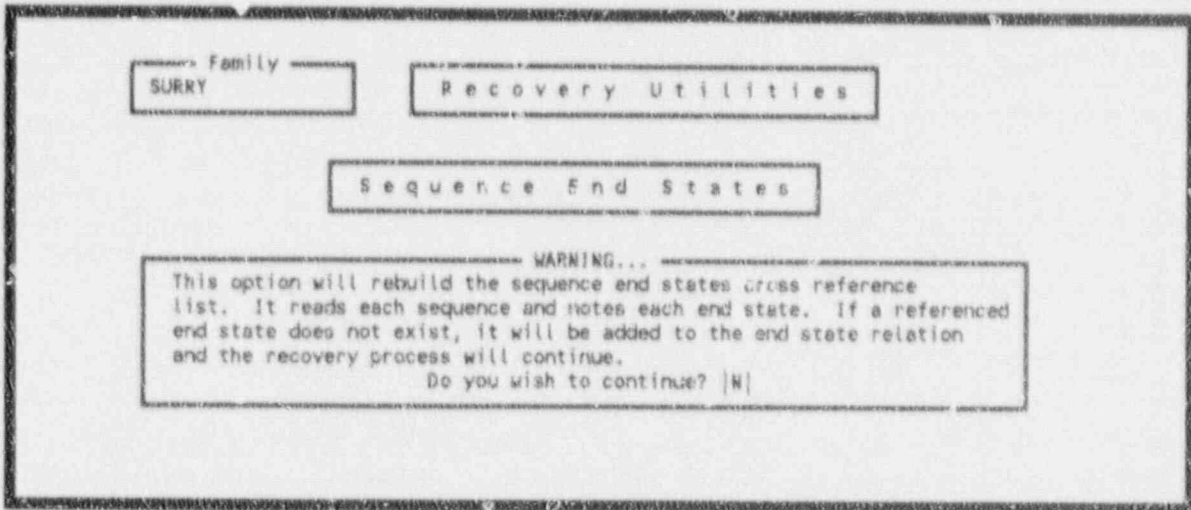 Family
SURRY
Recovery Utilities
Sequence End States
WARNING...
This option will rebuild the sequence end states cross reference
list. It reads each sequence and notes each end state. If a referenced
end state does not exist, it will be added to the end state relation
and the recovery process will continue.
Do you wish to continue? |N|